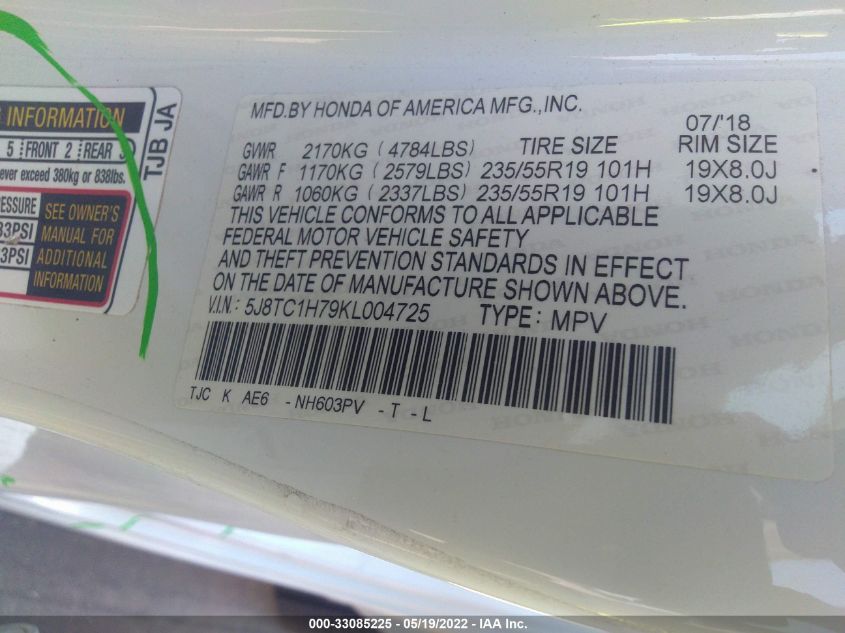 INFORMATION
5 FRONT 2 REAR
ever exceed 380kg or 838lbs.
TJB JA
PRESSURE
33PSI
3PSI
SEE OWNER'S
MANUAL FOR
ADDITIONAL
INFORMATION
MFD.BY HONDA OF AMERICA MFG.,INC.
07/'18
GVWR 2170KG (4784LBS) TIRE SIZE RIM SIZE
GAWR F 1170KG (2579LBS) 235/55R19 101H 19X8.0J
GAWR R 1060KG (2337LBS) 235/55R19 101H 19X8.0J
THIS VEHICLE CONFORMS TO ALL APPLICABLE
FEDERAL MOTOR VEHICLE SAFETY
AND THEFT PREVENTION STANDARDS IN EFFECT
ON THE DATE OF MANUFACTURE SHOWN ABOVE.
V.I.N.: 5J8TC1H79KL004725 TYPE: MPV
TJC K AE6 -NH603PV -T -L
000-33085225 - 05/19/2022 - IAA Inc.